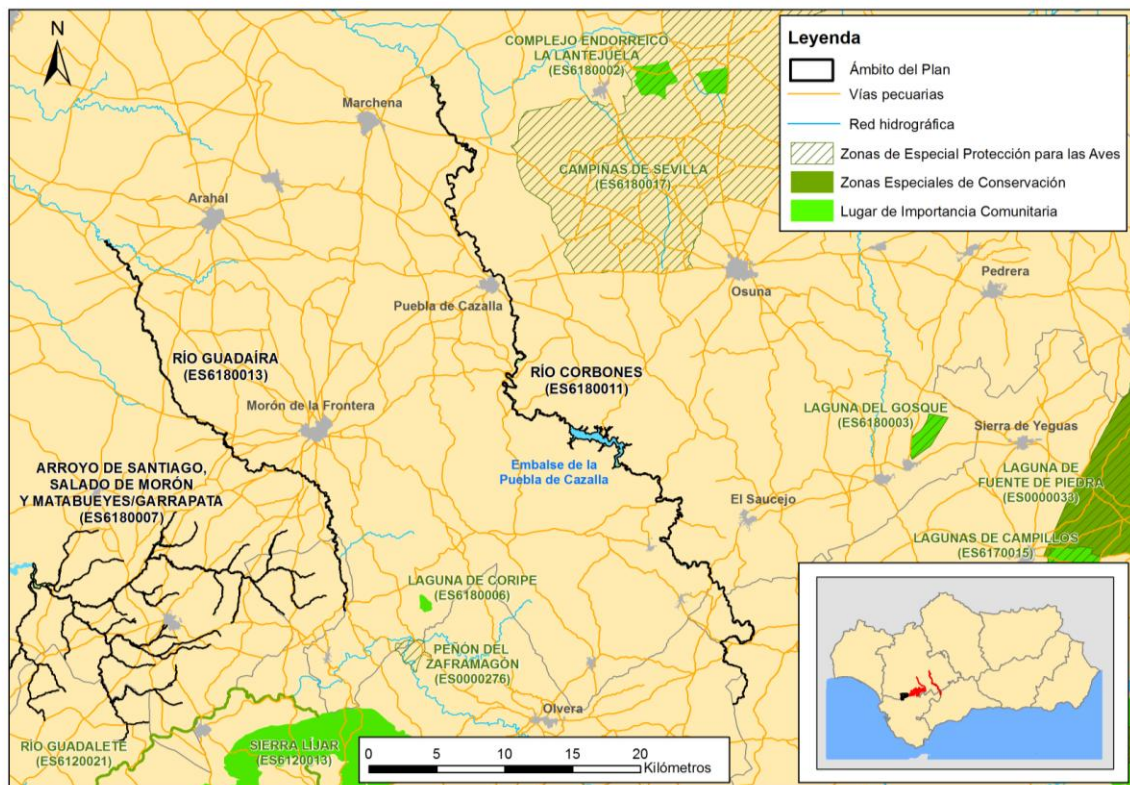 N
COMPLEJO ENDORREICO
LA LANTEJUELA
(ES6180002)
Marchena
CAMPIÑAS DE SEVILLA
(ES6180017)
Arahal
Puebla de Cazalla
Osuna
Pedrera
RÍO GUADAÍRA
(ES6180013)
RÍO CORBONES
(ES6180011)
Morón de la Frontera
LAGUNA DEL GOSQUE
(ES6180003)
Sierra de Yeguas
ARROYO DE SANTIAGO,
SALADO DE MORÓN
Y MATABUEYES/GARRAPATA
(ES6180007)
Embalse de la
Puebla de Cazalla
LAGUNA DE
FUENTE DE PIEDRA
(ES0000033)
El Saucejo
LAGUNAS DE CAMPILLOS
(ES6170015)
LAGUNA DE CORIPE
(ES6180006)
PEÑÓN DEL
ZAFRAMAGÓN
(ES0000276)
Olvera
RÍO GUADALETE
(ES6120021)
SIERRA LÍJAR
(ES6120013)
0 5 10 15 20
Kilómetros
Leyenda
Ámbito del Plan
Vías pecuarias
Red hidrográfica
Zonas de Especial Protección para las Aves
Zonas Especiales de Conservación
Lugar de Importancia Comunitaria